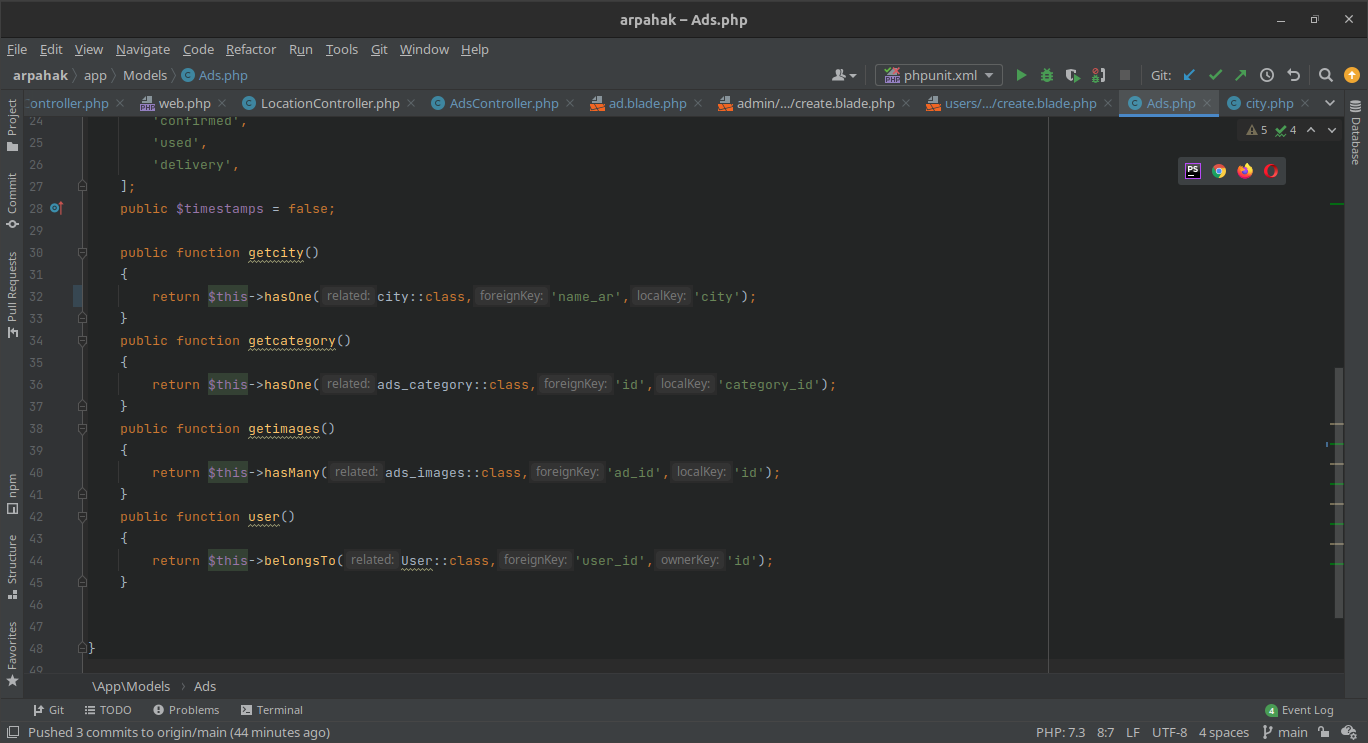 arpahak – Ads.php
File Edit View Navigate Code Refactor Run Tools Git Window Help
arpahak app Models Ads.php phpunit.xml Git:
Controller.php web.php LocationController.php AdsController.php ad.blade.php admin/.../create.blade.php users/.../create.blade.php Ads.php city.php
24 'confirmed', 5 4
25 'used',
26 'delivery',
27 ];
28 public $timestamps = false;
29
30 public function getcity()
31 {
32 return $this->hasOne( related: city::class, foreignKey: 'name_ar', localKey: 'city');
33 }
34 public function getcategory()
35 {
36 return $this->hasOne( related: ads_category::class, foreignKey: 'id', localKey: 'category_id');
37 }
38 public function getimages()
39 {
40 return $this->hasMany( related: ads_images::class, foreignKey: 'ad_id', localKey: 'id');
41 }
42 public function user()
43 {
44 return $this->belongsTo( related: User::class, foreignKey: 'user_id', ownerKey: 'id');
45 }
46
47
48 }
49
Project
Commit
Pull Requests
npm
Structure
Favorites
Database
PS
\App\Models Ads
Git TODO Problems Terminal 4 Event Log
Pushed 3 commits to origin/main (44 minutes ago) PHP: 7.3 8:7 LF UTF-8 4 spaces main